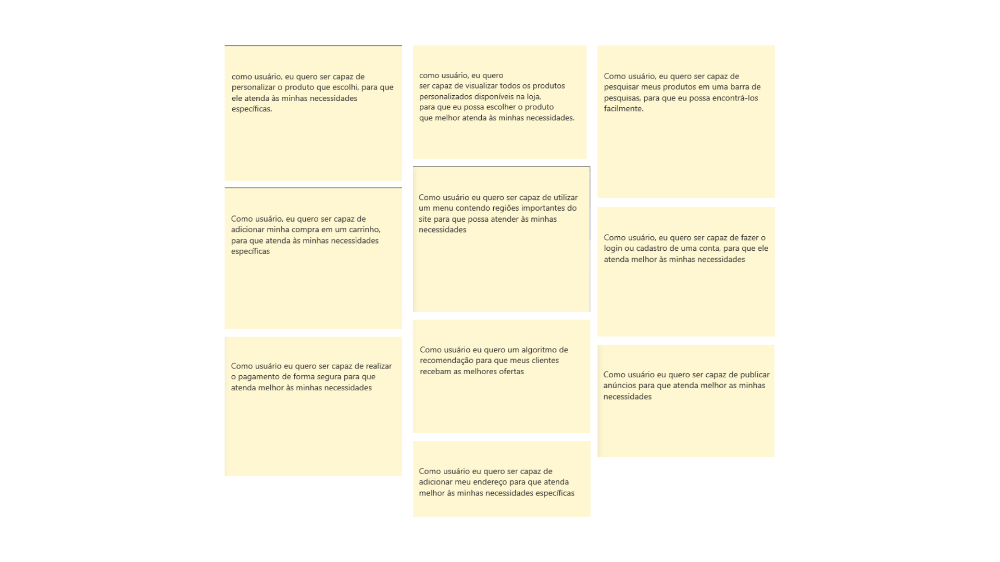 como usuário, eu quero ser capaz de
personalizar o produto que escolhi, para que
ele atenda às minhas necessidades
específicas.
Como usuário, eu quero ser capaz de
adicionar minha compra em um carrinho,
para que atenda às minhas necessidades
específicas
Como usuário eu quero ser capaz de realizar
o pagamento de forma segura para que
atenda melhor às minhas necessidades
como usuário, eu quero
ser capaz de visualizar todos os produtos
personalizados disponíveis na loja,
para que eu possa escolher o produto
que melhor atenda às minhas necessidades.
Como usuário eu quero ser capaz de utilizar
um menu contendo regiões importantes do
site para que possa atender às minhas
necessidades
Como usuário eu quero um algoritmo de
recomendação para que meus clientes
recebam as melhores ofertas
Como usuário eu quero ser capaz de
adicionar meu endereço para que atenda
melhor às minhas necessidades específicas
Como usuário, eu quero ser capaz de
pesquisar meus produtos em uma barra de
pesquisas, para que eu possa encontrá-los
facilmente.
Como usuário, eu quero ser capaz de fazer o
login ou cadastro de uma conta, para que ele
atenda melhor às minhas necessidades
Como usuário eu quero ser capaz de publicar
anúncios para que atenda melhor as minhas
necessidades